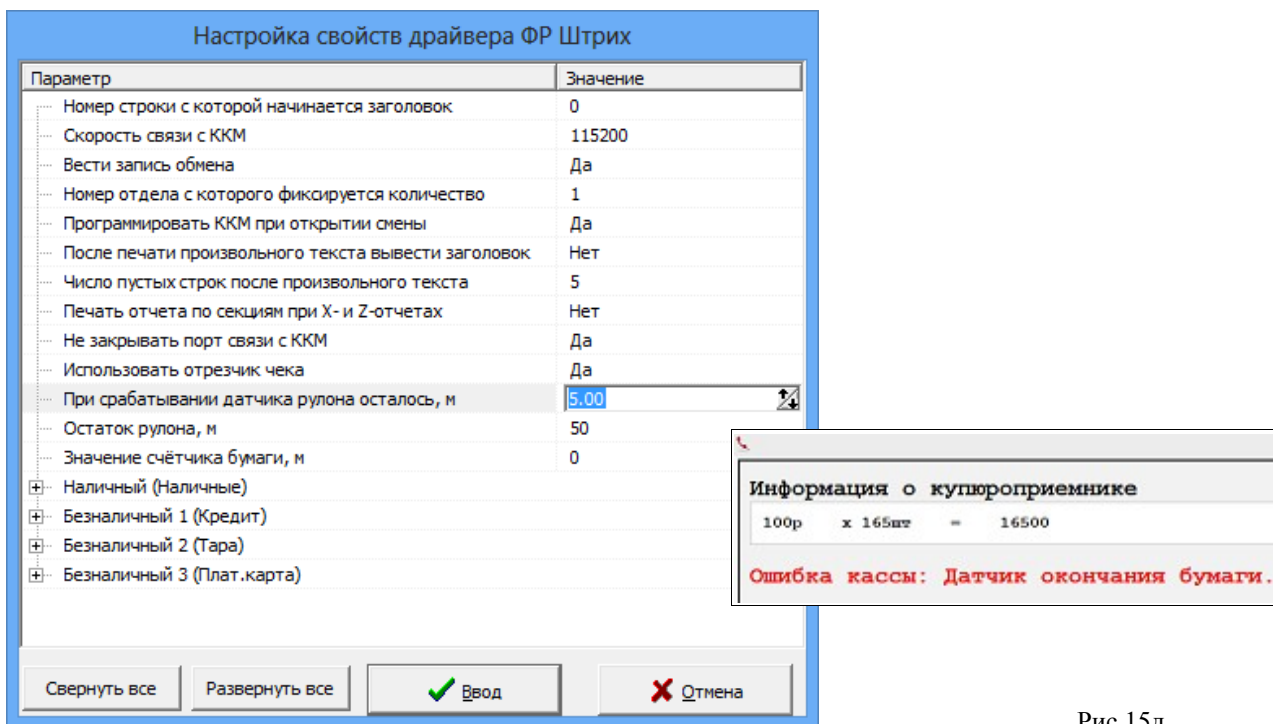 Настройка свойств драйвера ФР Штрих
Параметр Значение
Номер строки с которой начинается заголовок 0
Скорость связи с ККМ 115200
Вести запись обмена Да
Номер отдела с которого фиксируется количество 1
Программировать ККМ при открытии смены Да
После печати произвольного текста вывести заголовок Нет
Число пустых строк после произвольного текста 5
Печать отчета по секциям при X- и Z-отчетах Нет
Не закрывать порт связи с ККМ Да
Использовать отрезчик чека Да
При срабатывании датчика рулона осталось, м 5.00
Остаток рулона, м 50
Значение счётчика бумаги, м 0
Наличный (Наличные)
Безналичный 1 (Кредит)
Безналичный 2 (Тара)
Безналичный 3 (Плат.карта)
Свернуть все Развернуть все Ввод Отмена
Информация о купюроприемнике
100р х 165шт = 16500
Ошибка кассы: Датчик окончания бумаги.
Рис.15д